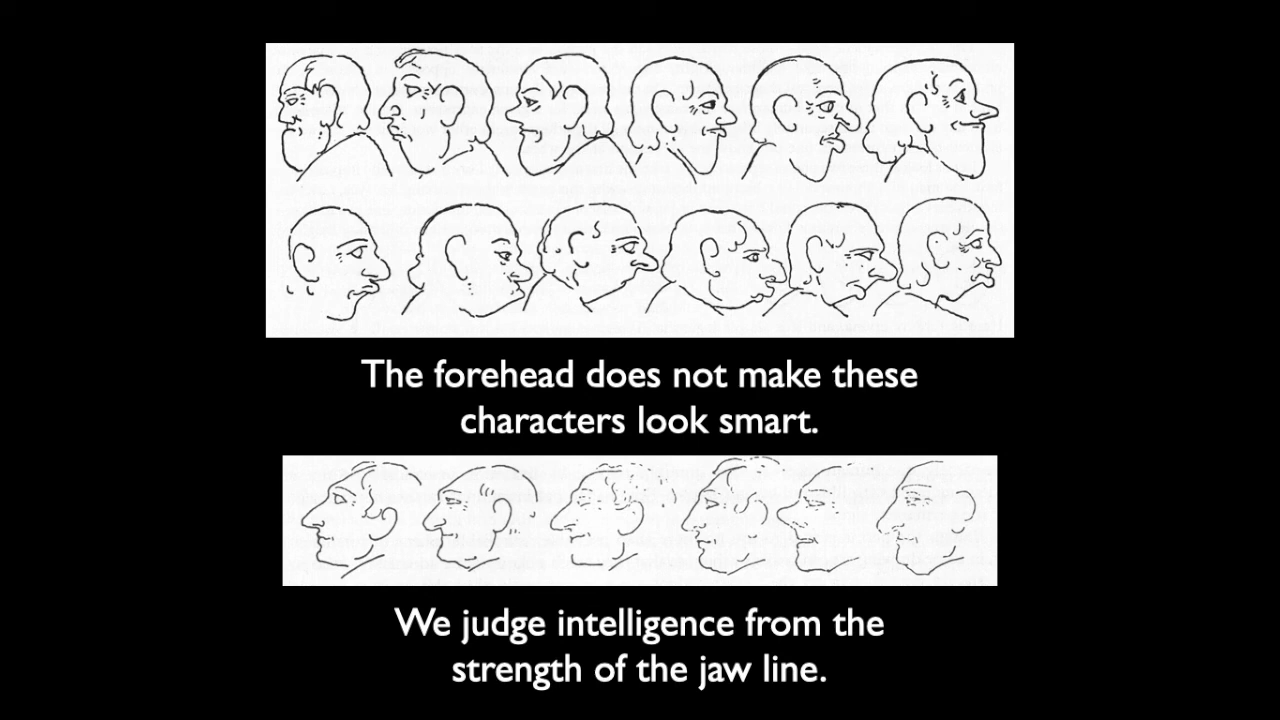 The forehead does not make these
characters look smart.
We judge intelligence from the
strength of the jaw line.